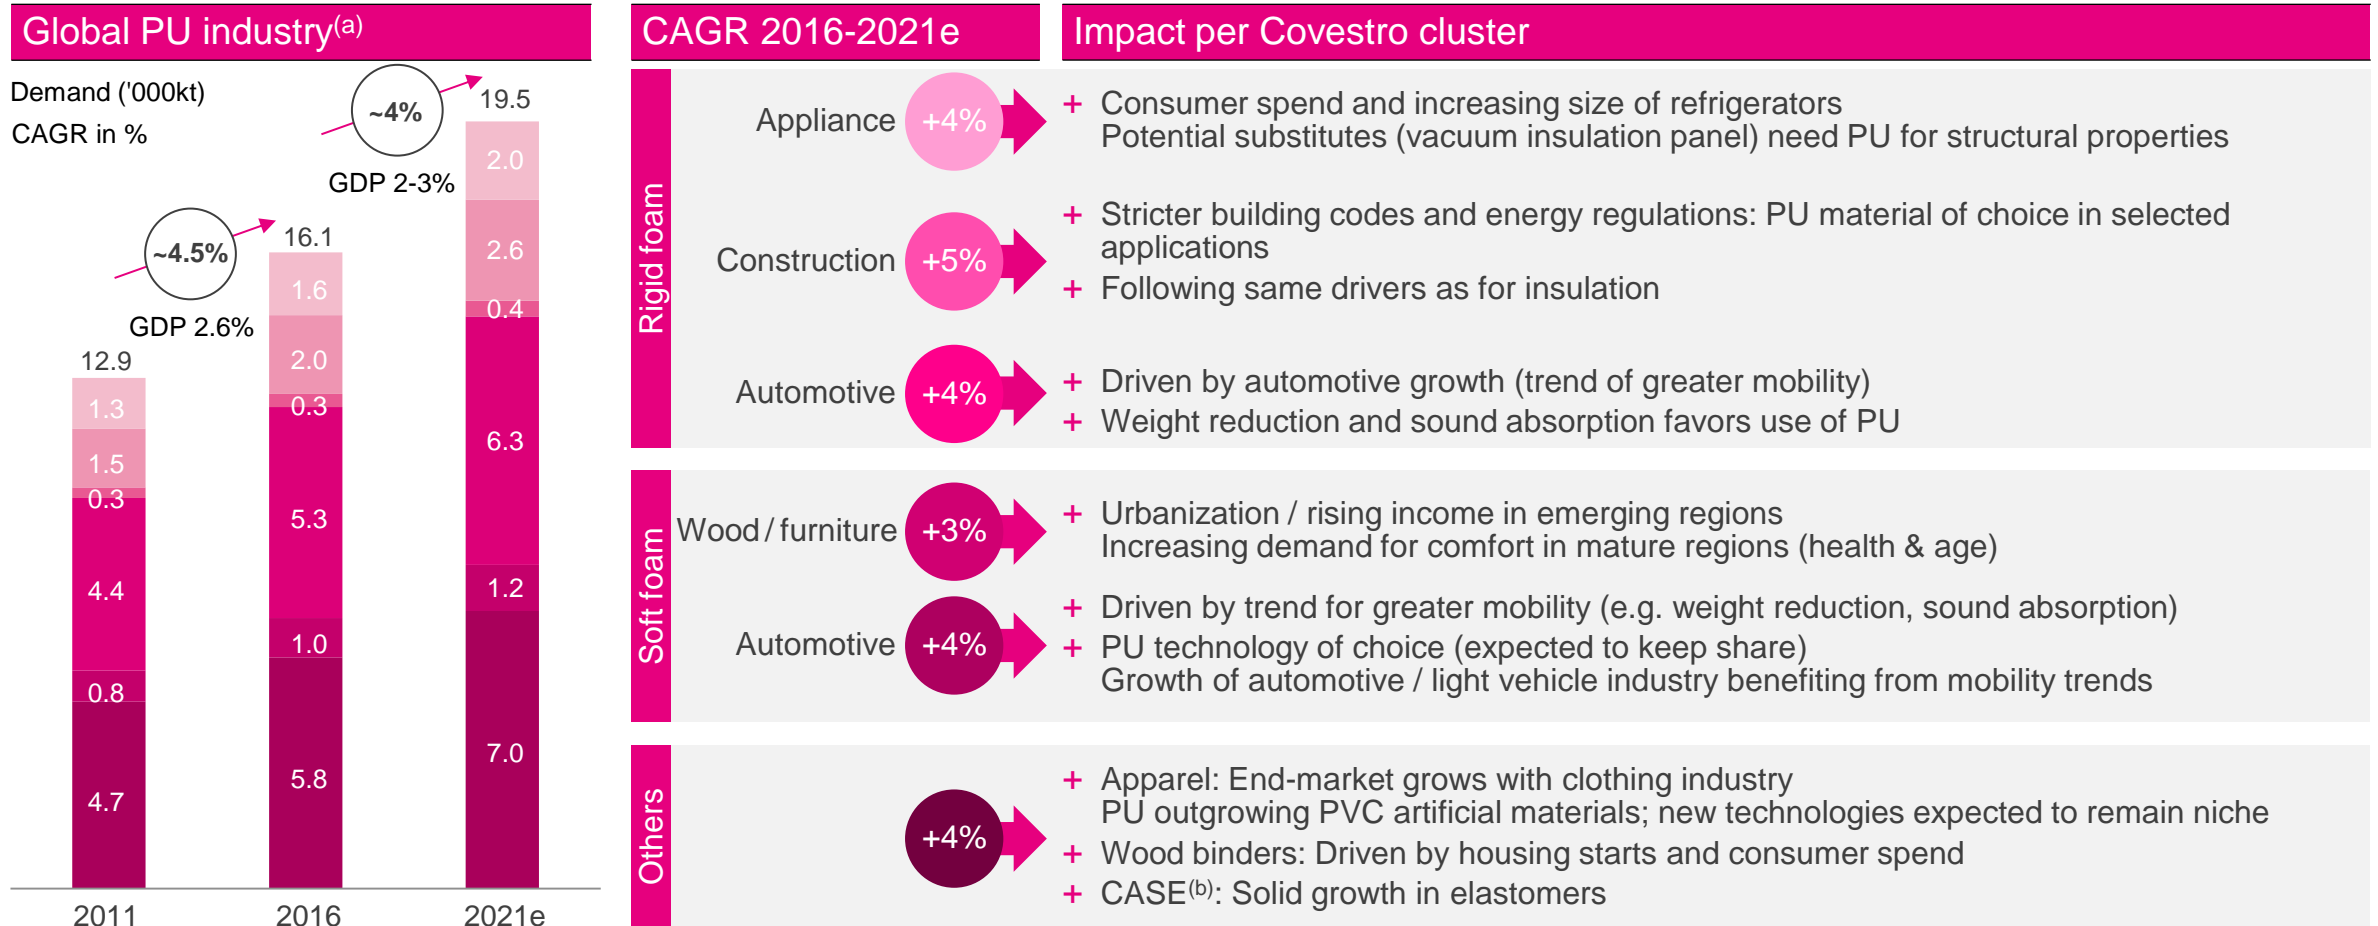 Global PU industry(a)
Demand ('000kt)
CAGR in %
~4%
19.5
GDP 2-3%
2.0
2.6
0.4
6.3
1.2
7.0
~4.5%
16.1
GDP 2.6%
1.6
2.0
0.3
5.3
1.0
5.8
12.9
1.3
1.5
0.3
4.4
0.8
4.7
2011
2016
2021e
CAGR 2016-2021e
Impact per Covestro cluster
Rigid foam
Appliance
+4%
+ Consumer spend and increasing size of refrigerators
Potential substitutes (vacuum insulation panel) need PU for structural properties
Construction
+5%
+ Stricter building codes and energy regulations: PU material of choice in selected
applications
+ Following same drivers as for insulation
Automotive
+4%
+ Driven by automotive growth (trend of greater mobility)
+ Weight reduction and sound absorption favors use of PU
Soft foam
Wood / furniture
+3%
+ Urbanization / rising income in emerging regions
Increasing demand for comfort in mature regions (health & age)
Automotive
+4%
+ Driven by trend for greater mobility (e.g. weight reduction, sound absorption)
+ PU technology of choice (expected to keep share)
Growth of automotive / light vehicle industry benefiting from mobility trends
Others
+4%
+ Apparel: End-market grows with clothing industry
PU outgrowing PVC artificial materials; new technologies expected to remain niche
+ Wood binders: Driven by housing starts and consumer spend
+ CASE(b): Solid growth in elastomers